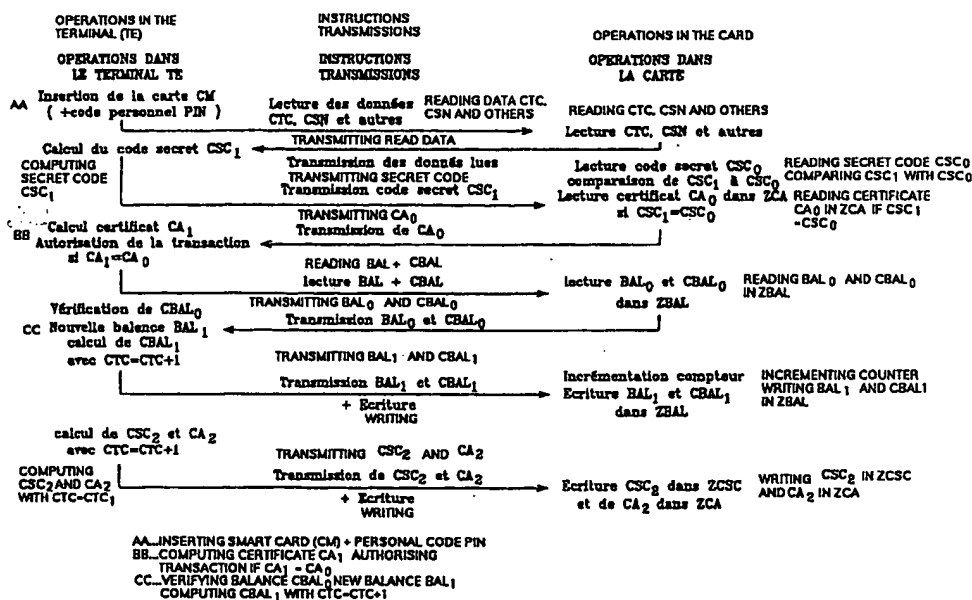 OPERATIONS IN THE
TERMINAL (TE)
INSTRUCTIONS
TRANSMISSIONS
OPERATIONS IN THE CARD
OPERATIONS DANS
LE TERMINAL TE
INSTRUCTIONS
TRANSMISSIONS
OPERATIONS DANS
LA CARTE
AA Insertion de la carte CM
( +code personnel PIN )
Lecture des données
CTC, CSN et autres
READING DATA CTC,
CSN AND OTHERS
READING CTC, CSN AND OTHERS
Lecture CTC, CSN et autres
TRANSMITTING READ DATA
Calcul du code secret CSC1
COMPUTING
SECRET CODE
CSC1
Transmission des donnés lues
TRANSMITTING SECRET CODE
Transmission code secret CSC1
Lecture code secret CSC0
comparaison de CSC1 à CSC0
Lecture certificat CA0 dans ZCA
si CSC1=CSC0
READING SECRET CODE CSC0
COMPARING CSC1 WITH CSC0
READING CERTIFICATE
CA0 IN ZCA IF CSC1
-CSC0
TRANSMITTING CA0
Transmission de CA0
BB Calcul certificat CA1
Autorisation de la transaction
si CA1=CA0
READING BAL + CBAL
lecture BAL + CBAL
lecture BAL0 et CBAL0
dans ZBAL
READING BAL0 AND CBAL0
IN ZBAL
TRANSMITTING BAL0 AND CBAL0
Transmission BAL0 et CBAL0
Vérification de CBAL0
CC Nouvelle balence BAL1
calcul de CBAL1
avec CTC=CTC+1
TRANSMITTING BAL1 AND CBAL1
Transmission BAL1 et CBAL1
+ Ecriture
WRITING
Incrémentation compteur
Ecriture BAL1 et CBAL1
dans ZBAL
INCREMENTING COUNTER
WRITING BAL1 AND CBAL1
IN ZBAL
calcul de CSC2 et CA2
avec CTC=CTC+1
COMPUTING
CSC2 AND CA2
WITH CTC-CTC1
TRANSMITTING CSC2 AND CA2
Transmission de CSC2 et CA2
+ Ecriture
WRITING
Ecriture CSC2 dans ZCSC
et de CA2 dans ZCA
WRITING CSC2 IN ZCSC
AND CA2 IN ZCA
AA...INSERTING SMART CARD (CM) + PERSONAL CODE PIN
BB...COMPUTING CERTIFICATE CA1 AUTHORISING
TRANSACTION IF CA1 - CA0
CC...VERIFYING BALANCE CBAL0 NEW BALANCE BAL1
COMPUTING CBAL1 WITH CTC-CTC+1